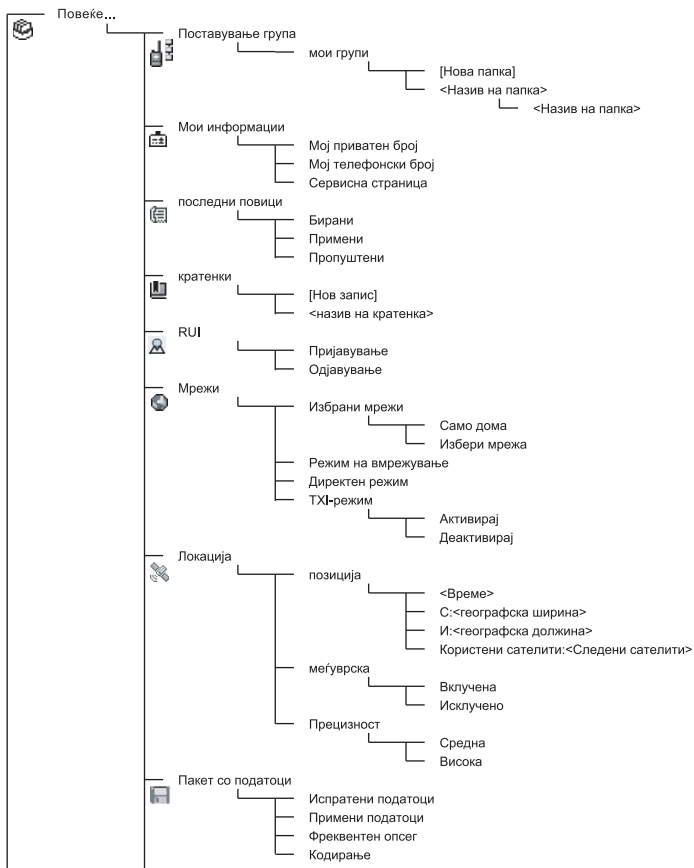 Повеќе...
Поставување група
мои групи
[Нова папка]
<Назив на папка>
<Назив на папка>
Мои информации
Мој приватен број
Мој телефонски број
Сервисна страница
последни повици
Бирани
Примени
Пропуштени
кратенки
[Нов запис]
<назив на кратенка>
RUI
Пријавување
Одјавување
Мрежи
Избрани мрежи
Само дома
Избери мрежа
Режим на вмрежување
Директен режим
TXI-режим
Активирај
Деактивирај
Локација
позиција
<Време>
С:<географска ширина>
И:<географска должина>
Користени сателити:<Следени сателити>
меѓуврска
Вклучена
Исклучено
Прецизност
Средна
Висока
Пакет со податоци
Испратени податоци
Примени податоци
Фреквентен опсег
Кодирање